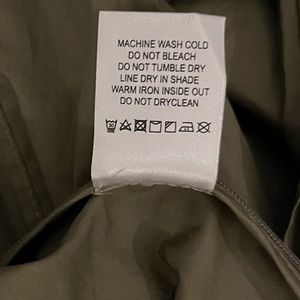 MACHINE WASH COLD
DO NOT BLEACH
DO NOT TUMBLE DRY
LINE DRY IN SHADE
WARM IRON INSIDE OUT
DO NOT DRYCLEAN